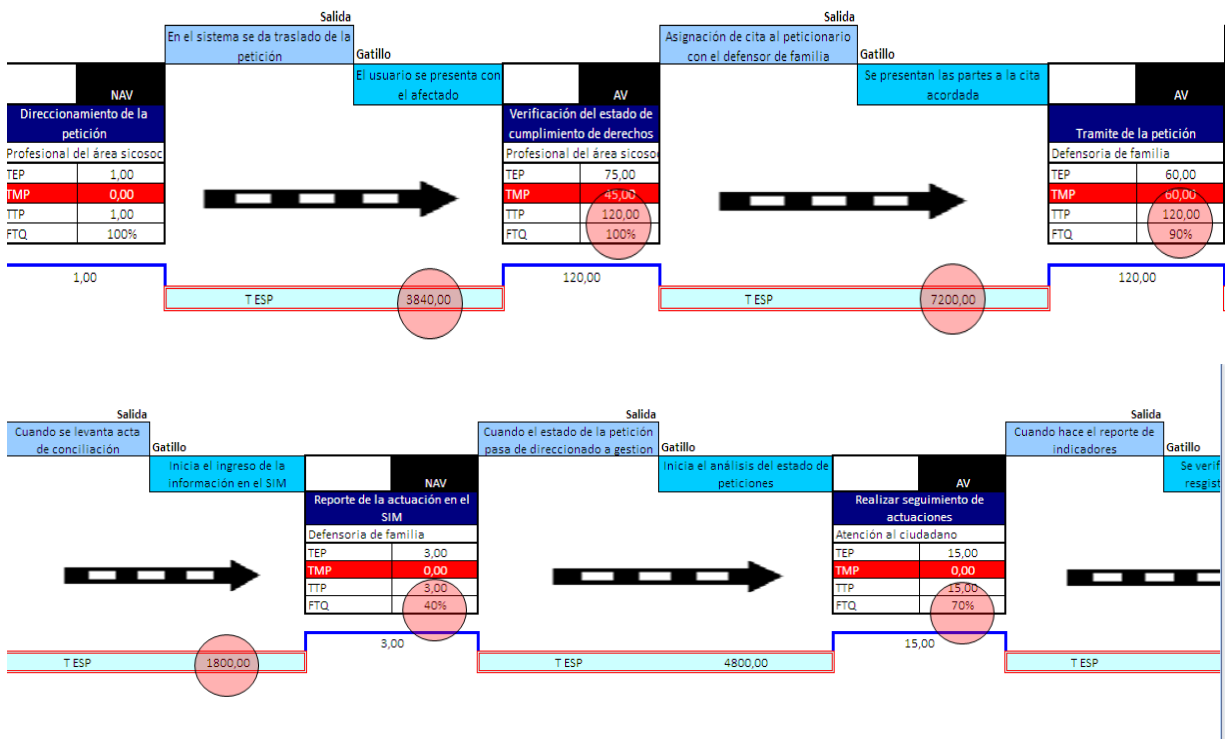 Salida
En el sistema se da traslado de la
petición
Gatillo
El usuario se presenta con
el afectado
Salida
Asignación de cita al peticionario
con el defensor de familia
Gatillo
Se presentan las partes a la cita
acordada
NAV
Direccionamiento de la
petición
Profesional del área sicosoc
TEP 1,00
TMP 0,00
TTP 1,00
FTQ 100%
1,00
T ESP 3840,00
AV
Verificación del estado de
cumplimiento de derechos
Profesional del área sicosoc
TEP 75,00
TMP 45,00
TTP 120,00
FTQ 100%
120,00
T ESP 7200,00
AV
Tramite de la petición
Defensoria de familia
TEP 60,00
TMP 60,00
TTP 120,00
FTQ 90%
120,00
Salida
Cuando se levanta acta
de conciliación
Gatillo
Inicia el ingreso de la
información en el SIM
T ESP 1800,00
NAV
Reporte de la actuación en el
SIM
Defensoria de familia
TEP 3,00
TMP 0,00
TTP 3,00
FTQ 40%
3,00
Salida
Cuando el estado de la petición
pasa de direccionado a gestion
Gatillo
Inicia el análisis del estado de
peticiones
T ESP 4800,00
AV
Realizar seguimiento de
actuaciones
Atención al ciudadano
TEP 15,00
TMP 0,00
TTP 15,00
FTQ 70%
15,00
Salida
Cuando hace el reporte de
indicadores
Gatillo
Se verif
resgist
T ESP